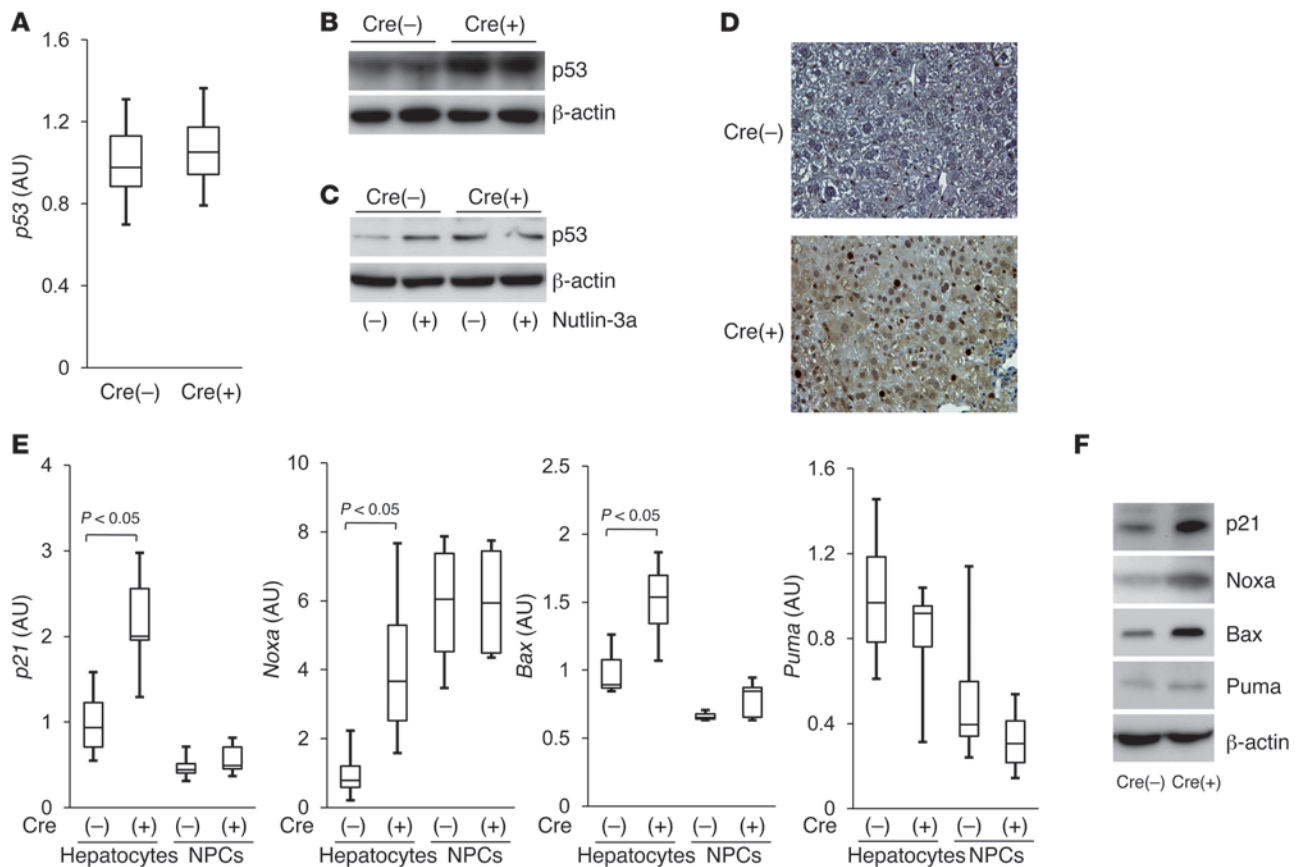 A
1.6
1.2
0.8
0.4
0
p53 (AU)
Cre(–)
Cre(+)
B
Cre(–) Cre(+)
p53
β-actin
C
Cre(–) Cre(+)
p53
β-actin
(–) (+) (–) (+) Nutlin-3a
D
Cre(–)
Cre(+)
E
4
3
2
1
0
p21 (AU)
P < 0.05
Cre (–) (+) (–) (+)
Hepatocytes NPCs
10
8
6
4
2
0
Noxa (AU)
P < 0.05
(–) (+) (–) (+)
Hepatocytes NPCs
2.5
2
1.5
1
0.5
0
Bax (AU)
P < 0.05
Cre (–) (+) (–) (+)
Hepatocytes NPCs
1.6
1.2
0.8
0.4
0
Puma (AU)
Cre (–) (+) (–) (+)
Hepatocytes NPCs
F
p21
Noxa
Bax
Puma
β-actin
Cre(–) Cre(+)